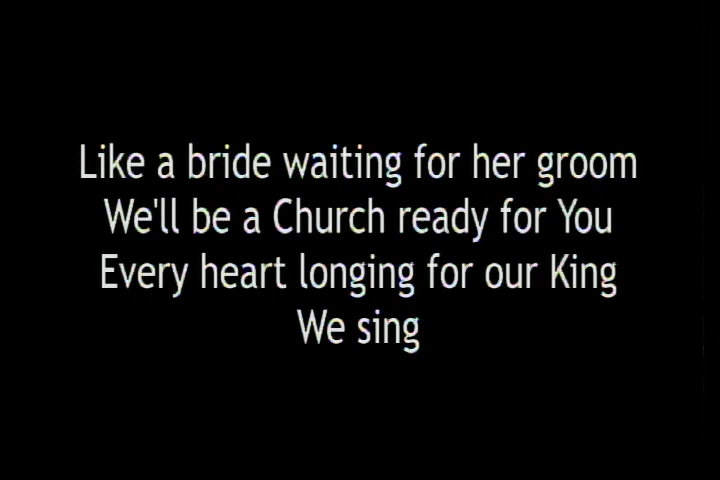 Like a bride waiting for her groom
We'll be a Church ready for You
Every heart longing for our King
We sing